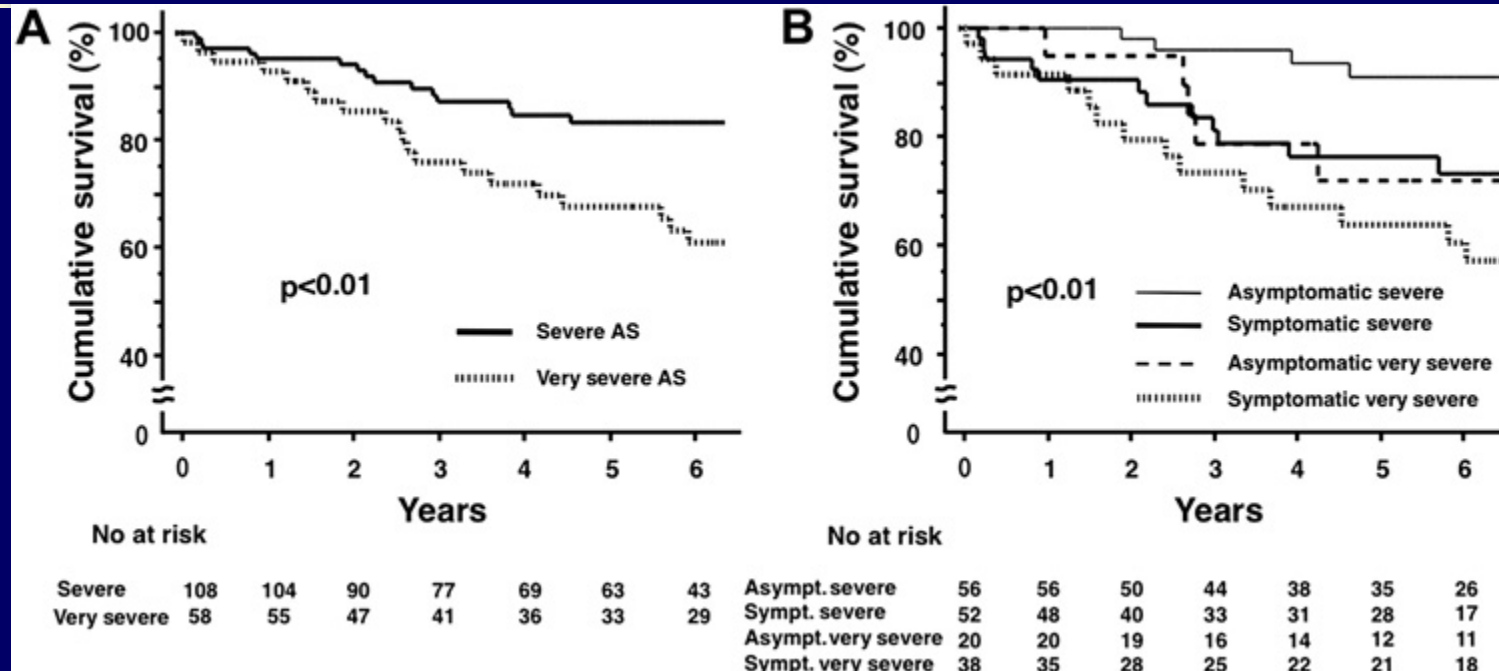 A
Cumulative survival (%)
100
80
60
40
0
p<0.01
Severe AS
Very severe AS
0 1 2 3 4 5 6
Years
No at risk
Severe 108 104 90 77 69 63 43
Very severe 58 55 47 41 36 33 29
B
Cumulative survival (%)
100
80
60
40
0
p<0.01
Asymptomatic severe
Symptomatic severe
Asymptomatic very severe
Symptomatic very severe
0 1 2 3 4 5 6
Years
No at risk
Asympt. severe 56 56 50 44 38 35 26
Sympt. severe 52 48 40 33 31 28 17
Asympt.very severe 20 20 19 16 14 12 11
Sympt. very severe 38 35 28 25 22 21 18